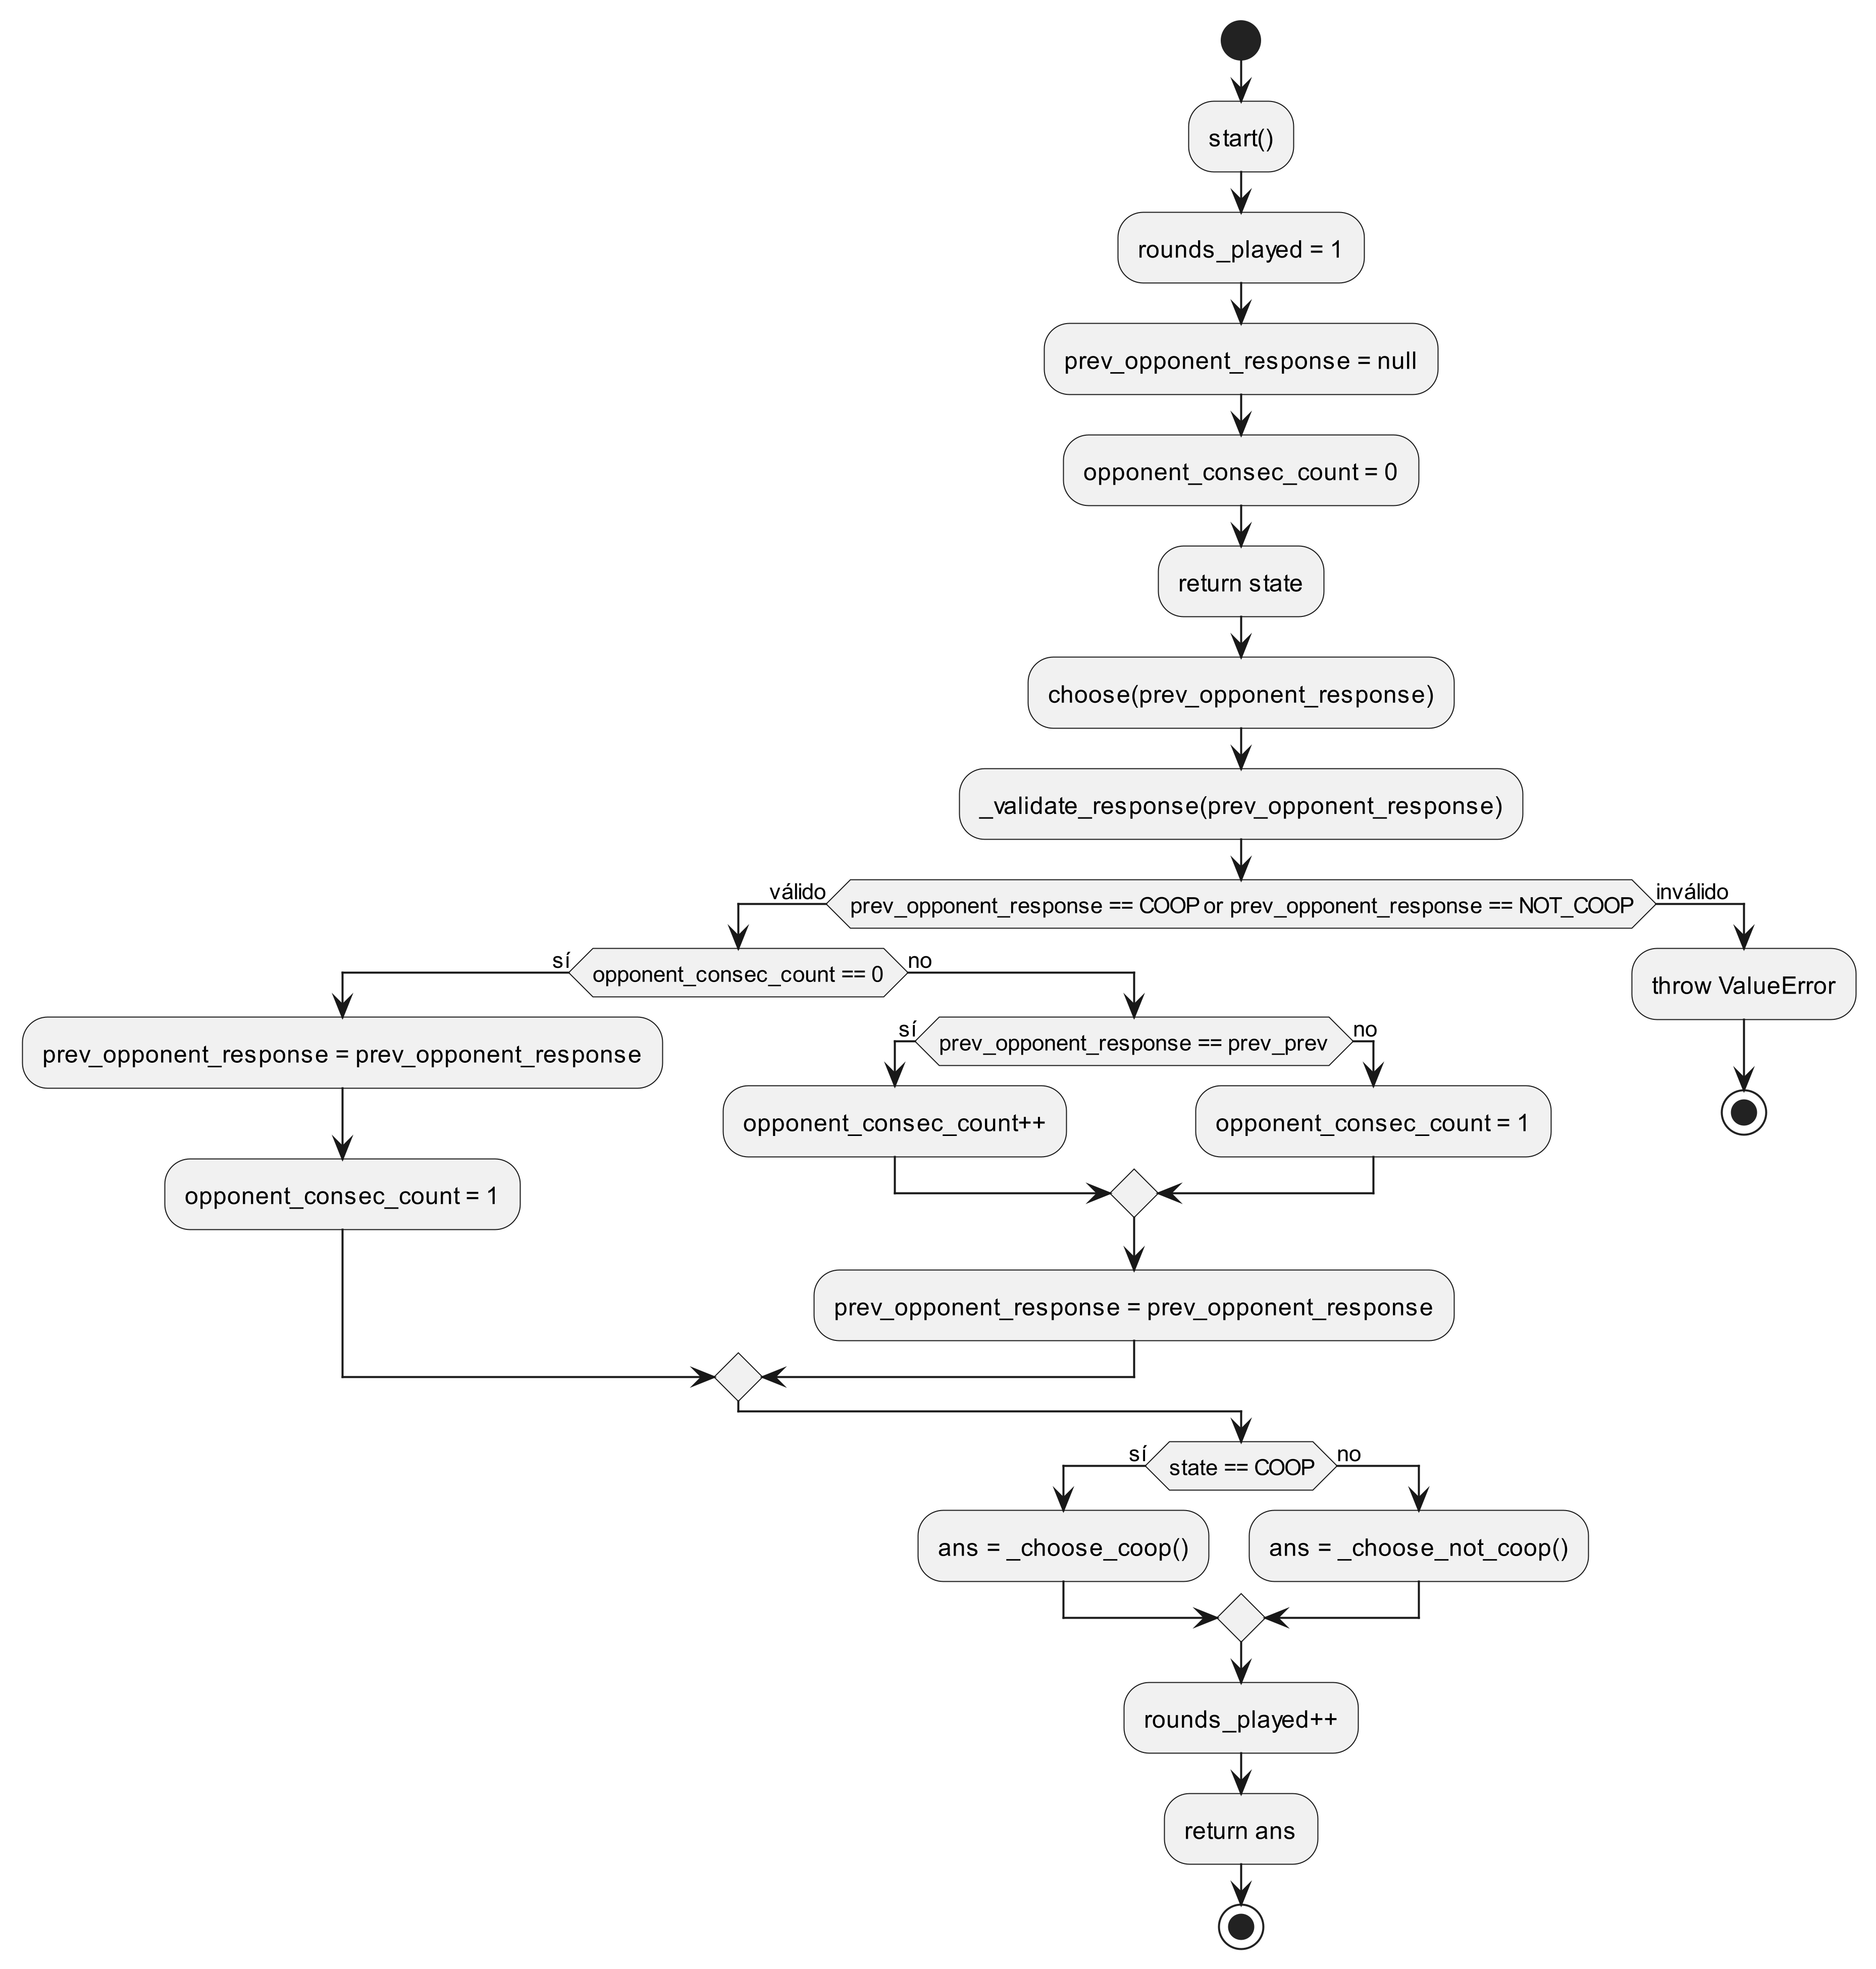 start()
rounds_played = 1
prev_opponent_response = null
opponent_consec_count = 0
return state
choose(prev_opponent_response)
_validate_response(prev_opponent_response)
válido
prev_opponent_response == COOP or prev_opponent_response == NOT_COOP
inválido
sí
opponent_consec_count == 0
no
throw ValueError
prev_opponent_response = prev_opponent_response
sí
prev_opponent_response == prev_prev
no
opponent_consec_count++
opponent_consec_count = 1
opponent_consec_count = 1
prev_opponent_response = prev_opponent_response
sí
state == COOP
no
ans = _choose_coop()
ans = _choose_not_coop()
rounds_played++
return ans